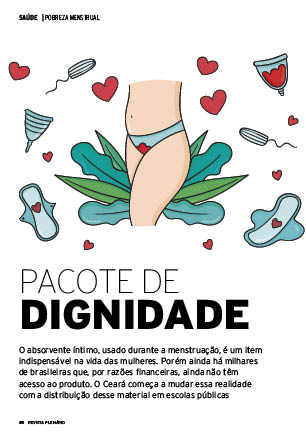 SAÚDE | POBREZA MENSTRUAL
PACOTE DE
DIGNIDADE
O absorvente íntimo, usado durante a menstruação, é um item
indispensável na vida das mulheres. Porém ainda há milhares
de brasileiras que, por razões financeiras, ainda não têm
acesso ao produto. O Ceará começa a mudar essa realidade
com a distribuição desse material em escolas públicas
REVISTA PLENÁRIO